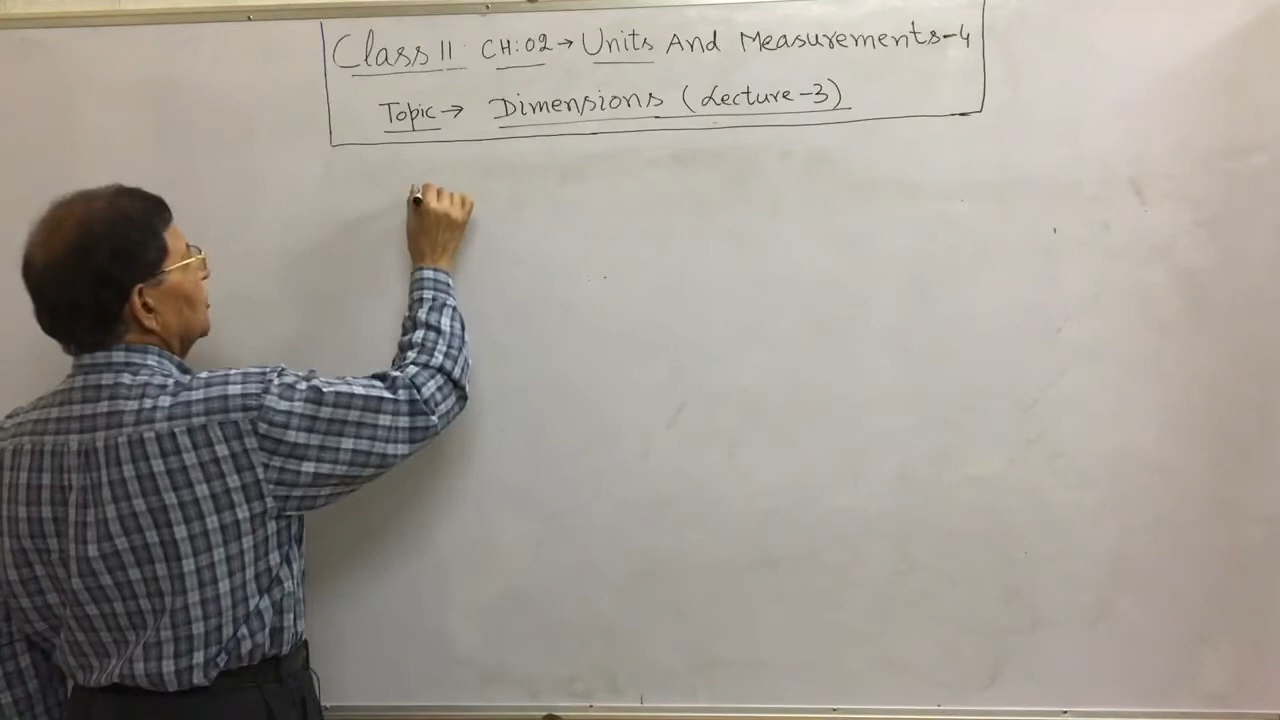 Class 11 CH:02 → Units And Measurements-4
Topic → Dimensions (Lecture-3)